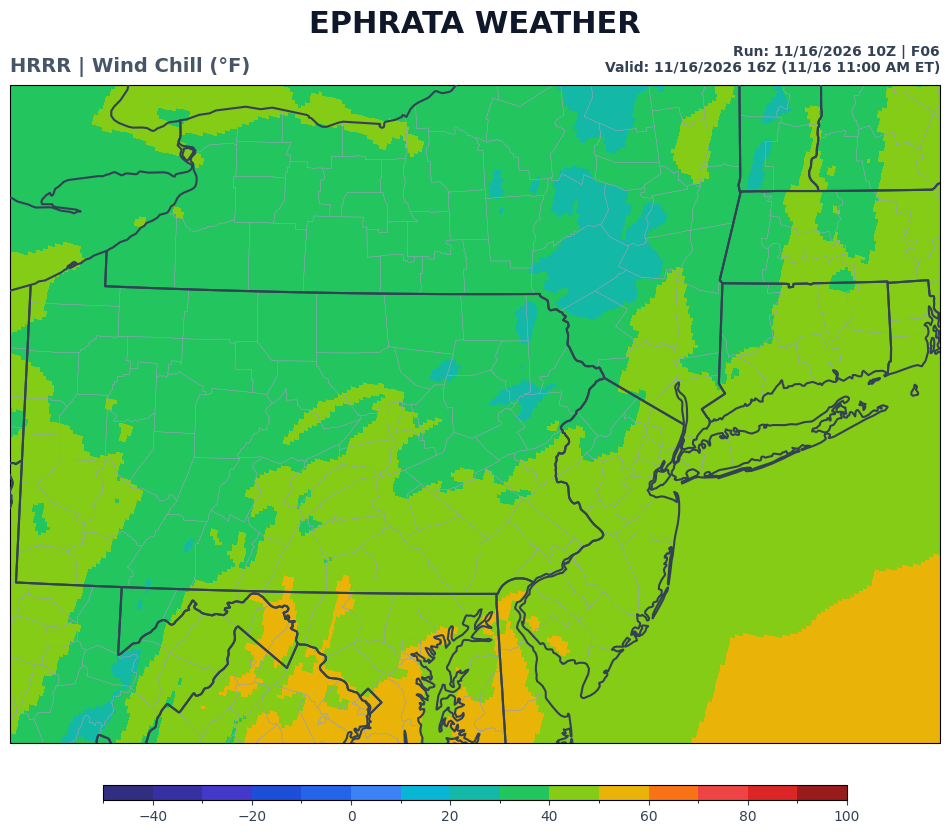 EPHRATA WEATHER
HRRR | Wind Chill (°F)
Run: 11/16/2026 10Z | F06
Valid: 11/16/2026 16Z (11/16 11:00 AM ET)
−40 −20 0 20 40 60 80 100